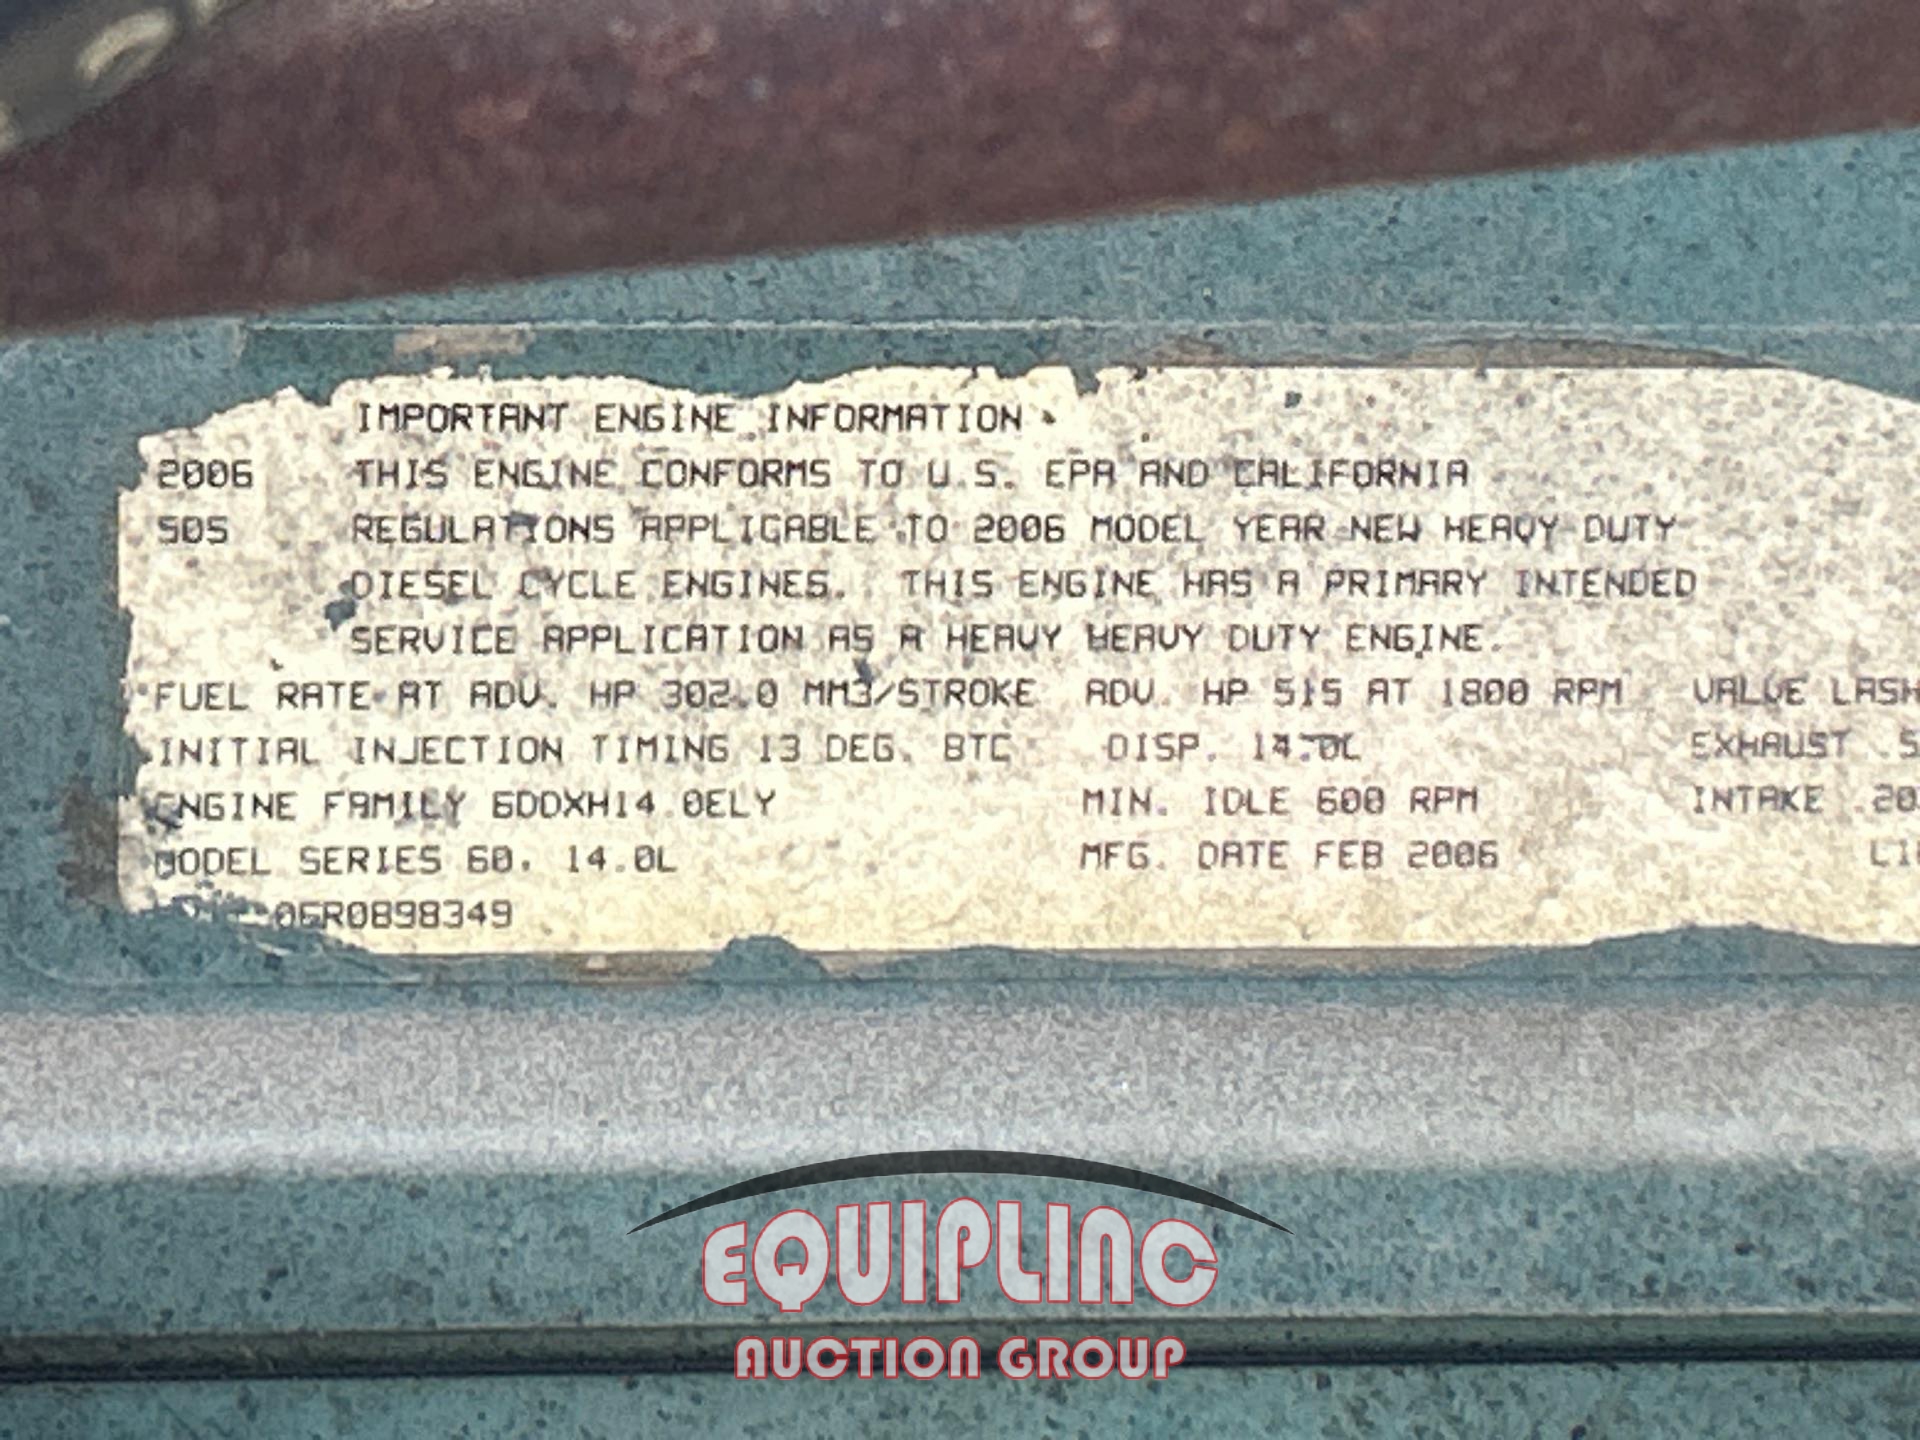 IMPORTANT ENGINE INFORMATION
2006 THIS ENGINE CONFORMS TO U.S. EPA AND CALIFORNIA
505 REGULATIONS APPLICABLE TO 2006 MODEL YEAR NEW HEAVY DUTY
DIESEL CYCLE ENGINES. THIS ENGINE HAS A PRIMARY INTENDED
SERVICE APPLICATION AS A HEAVY HEAVY DUTY ENGINE.
FUEL RATE AT ADV. HP 302.0 MM3/STROKE ADV. HP 515 AT 1800 RPM VALVE LASH
INITIAL INJECTION TIMING 13 DEG. BTC DISP. 14.0L EXHAUST
ENGINE FAMILY 6DDXH14.0ELY MIN. IDLE 600 RPM INTAKE
MODEL SERIES 60, 14.0L MFG. DATE FEB 2006
06R0898349
EQUIPLINC
AUCTION GROUP